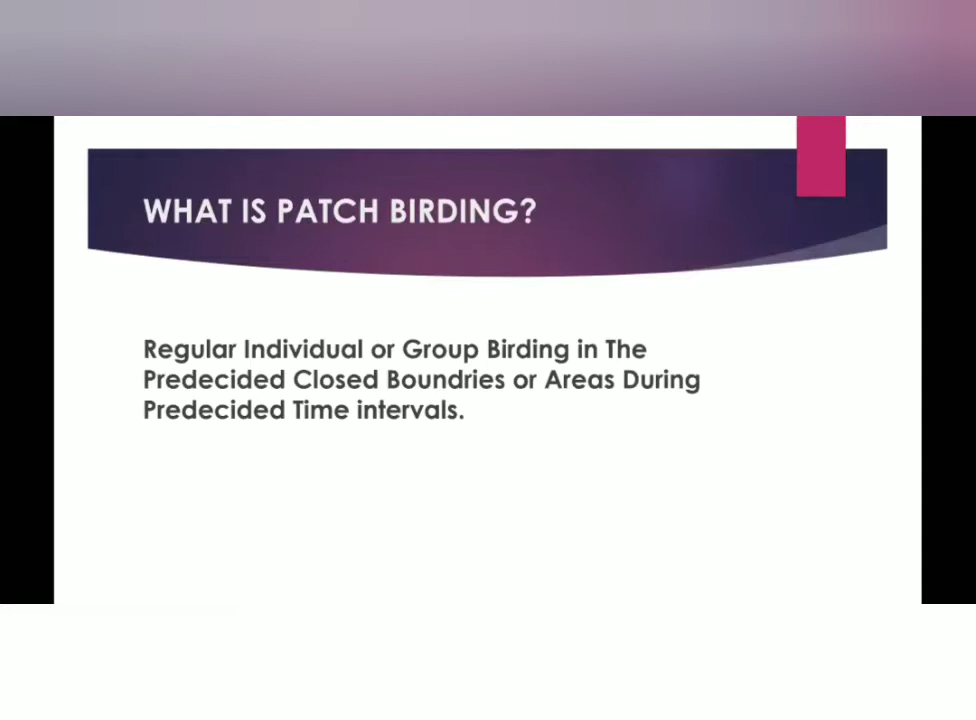 WHAT IS PATCH BIRDING?
Regular Individual or Group Birding in The
Predecided Closed Boundries or Areas During
Predecided Time intervals.